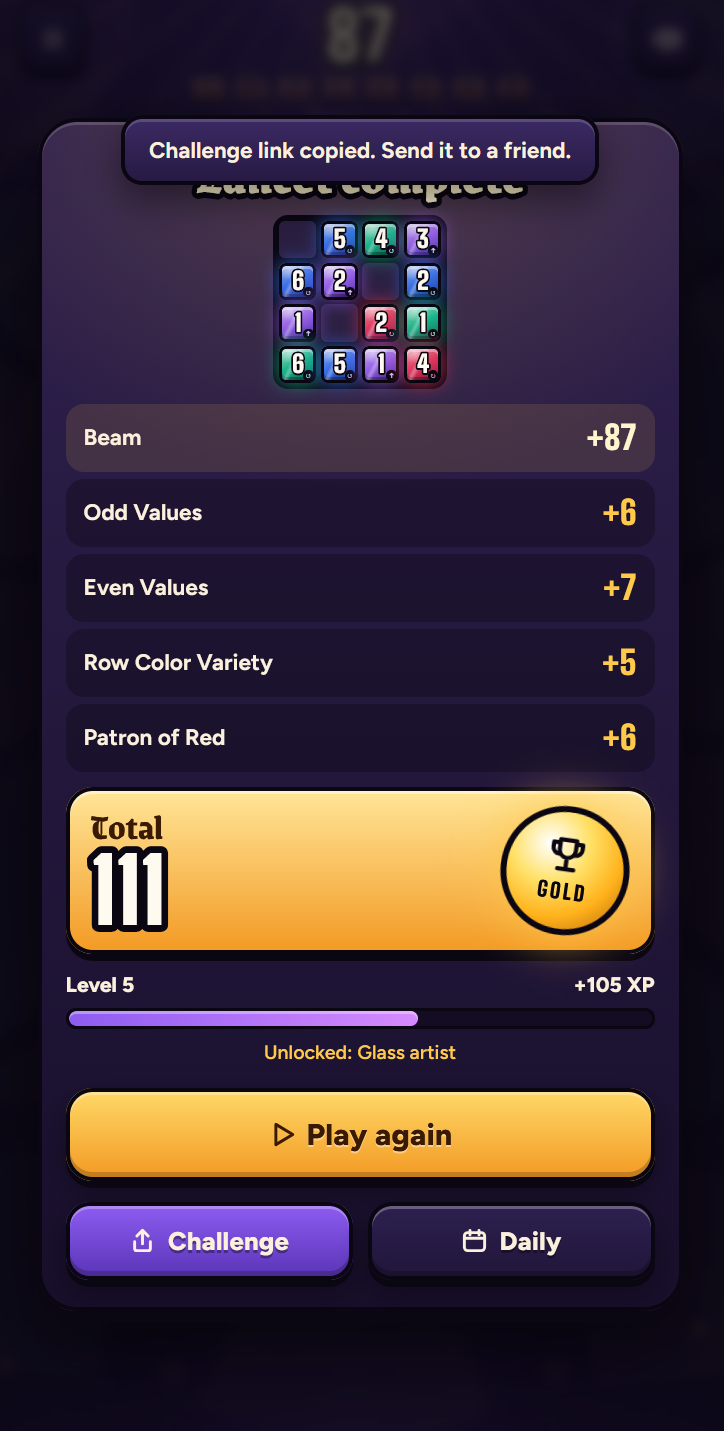 87
Challenge link copied. Send it to a friend.
5 4 3
6 2 2
1 2 1
6 5 1 4
Beam +87
Odd Values +6
Even Values +7
Row Color Variety +5
Patron of Red +6
Total
111
GOLD
Level 5 +105 XP
Unlocked: Glass artist
Play again
Challenge Daily